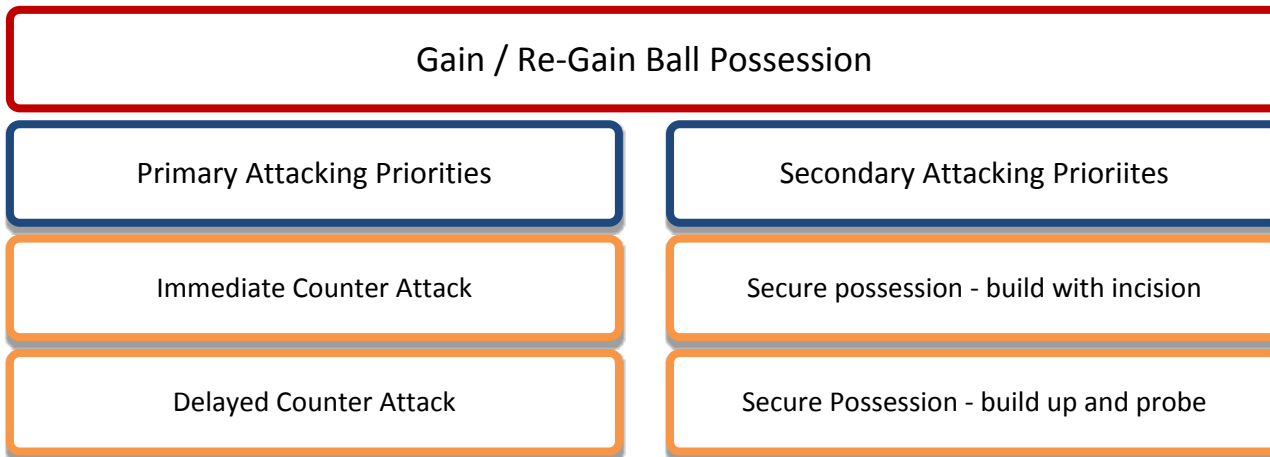 Gain / Re-Gain Ball Possession
Primary Attacking Priorities
Secondary Attacking Prioriites
Immediate Counter Attack
Secure possession - build with incision
Delayed Counter Attack
Secure Possession - build up and probe